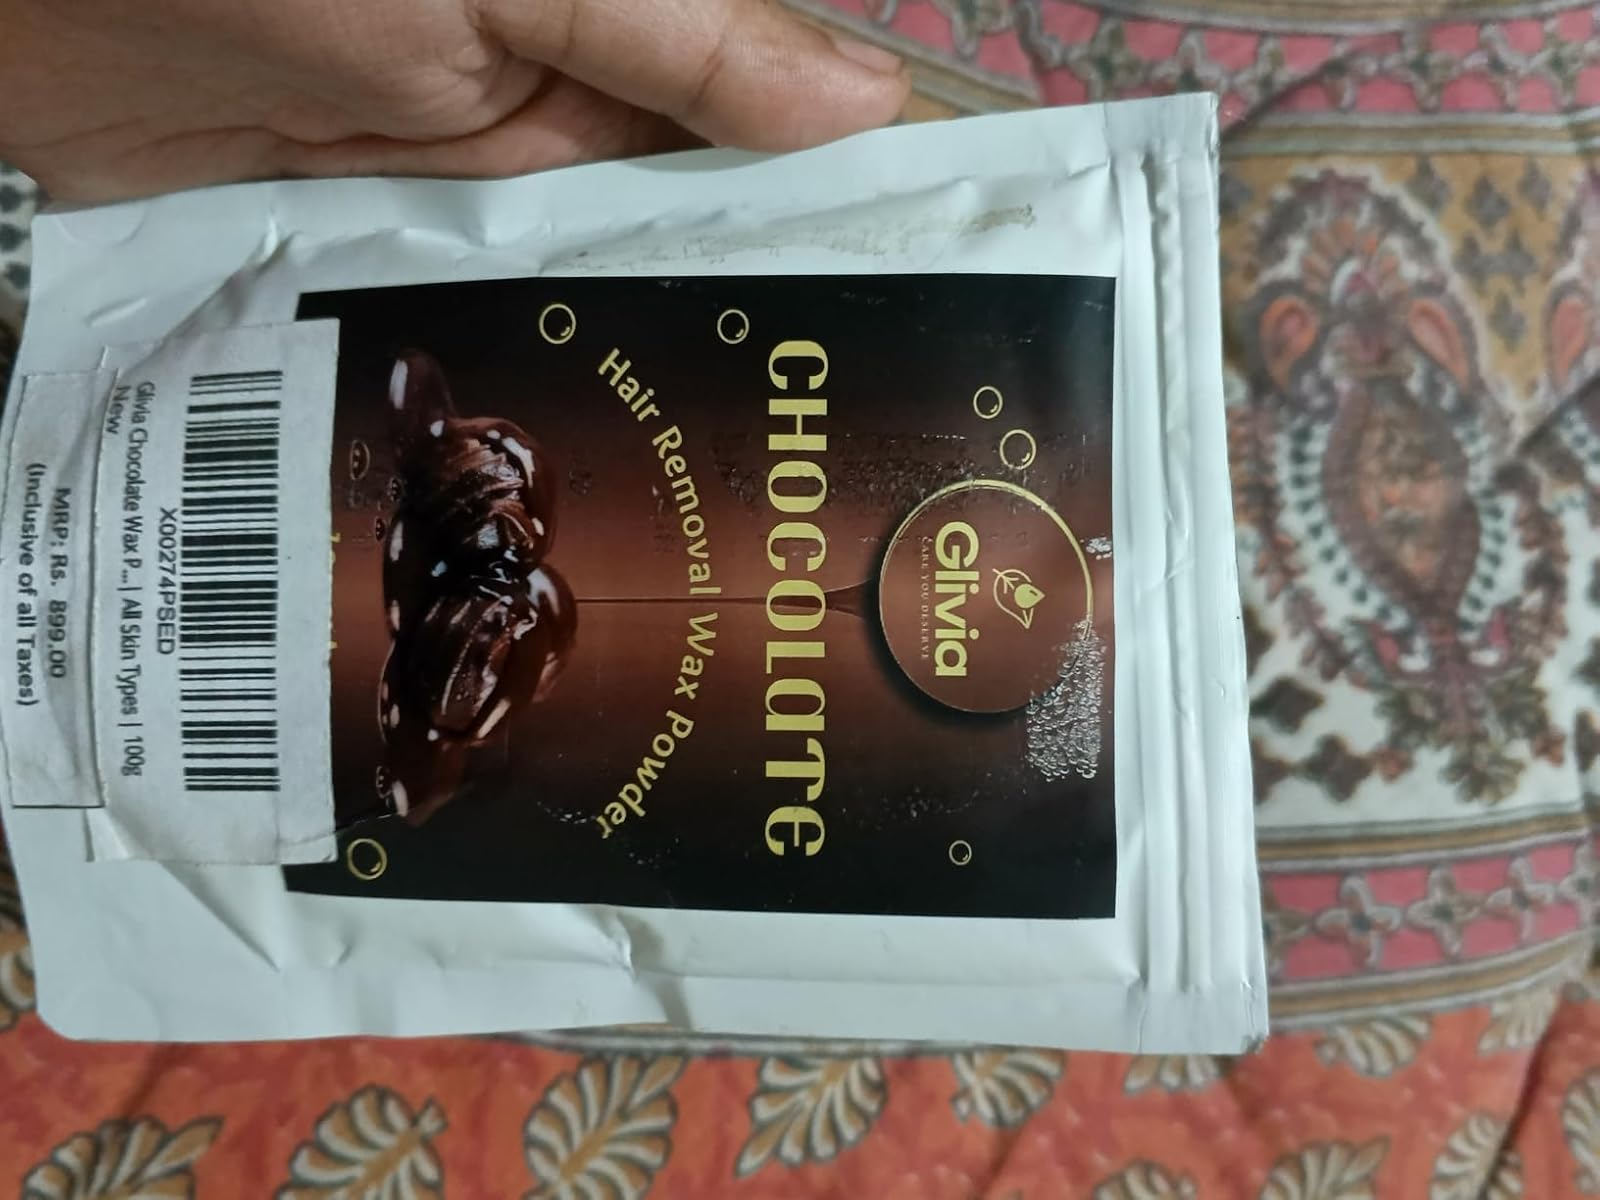 Glivia
CARE YOU DESERVE
CHOCOLATE
Hair Removal Wax Powder
X00274PSED
Glivia Chocolate Wax P...| All Skin Types | 100g
New
MRP: Rs. 899.00
(Inclusive of all Taxes)